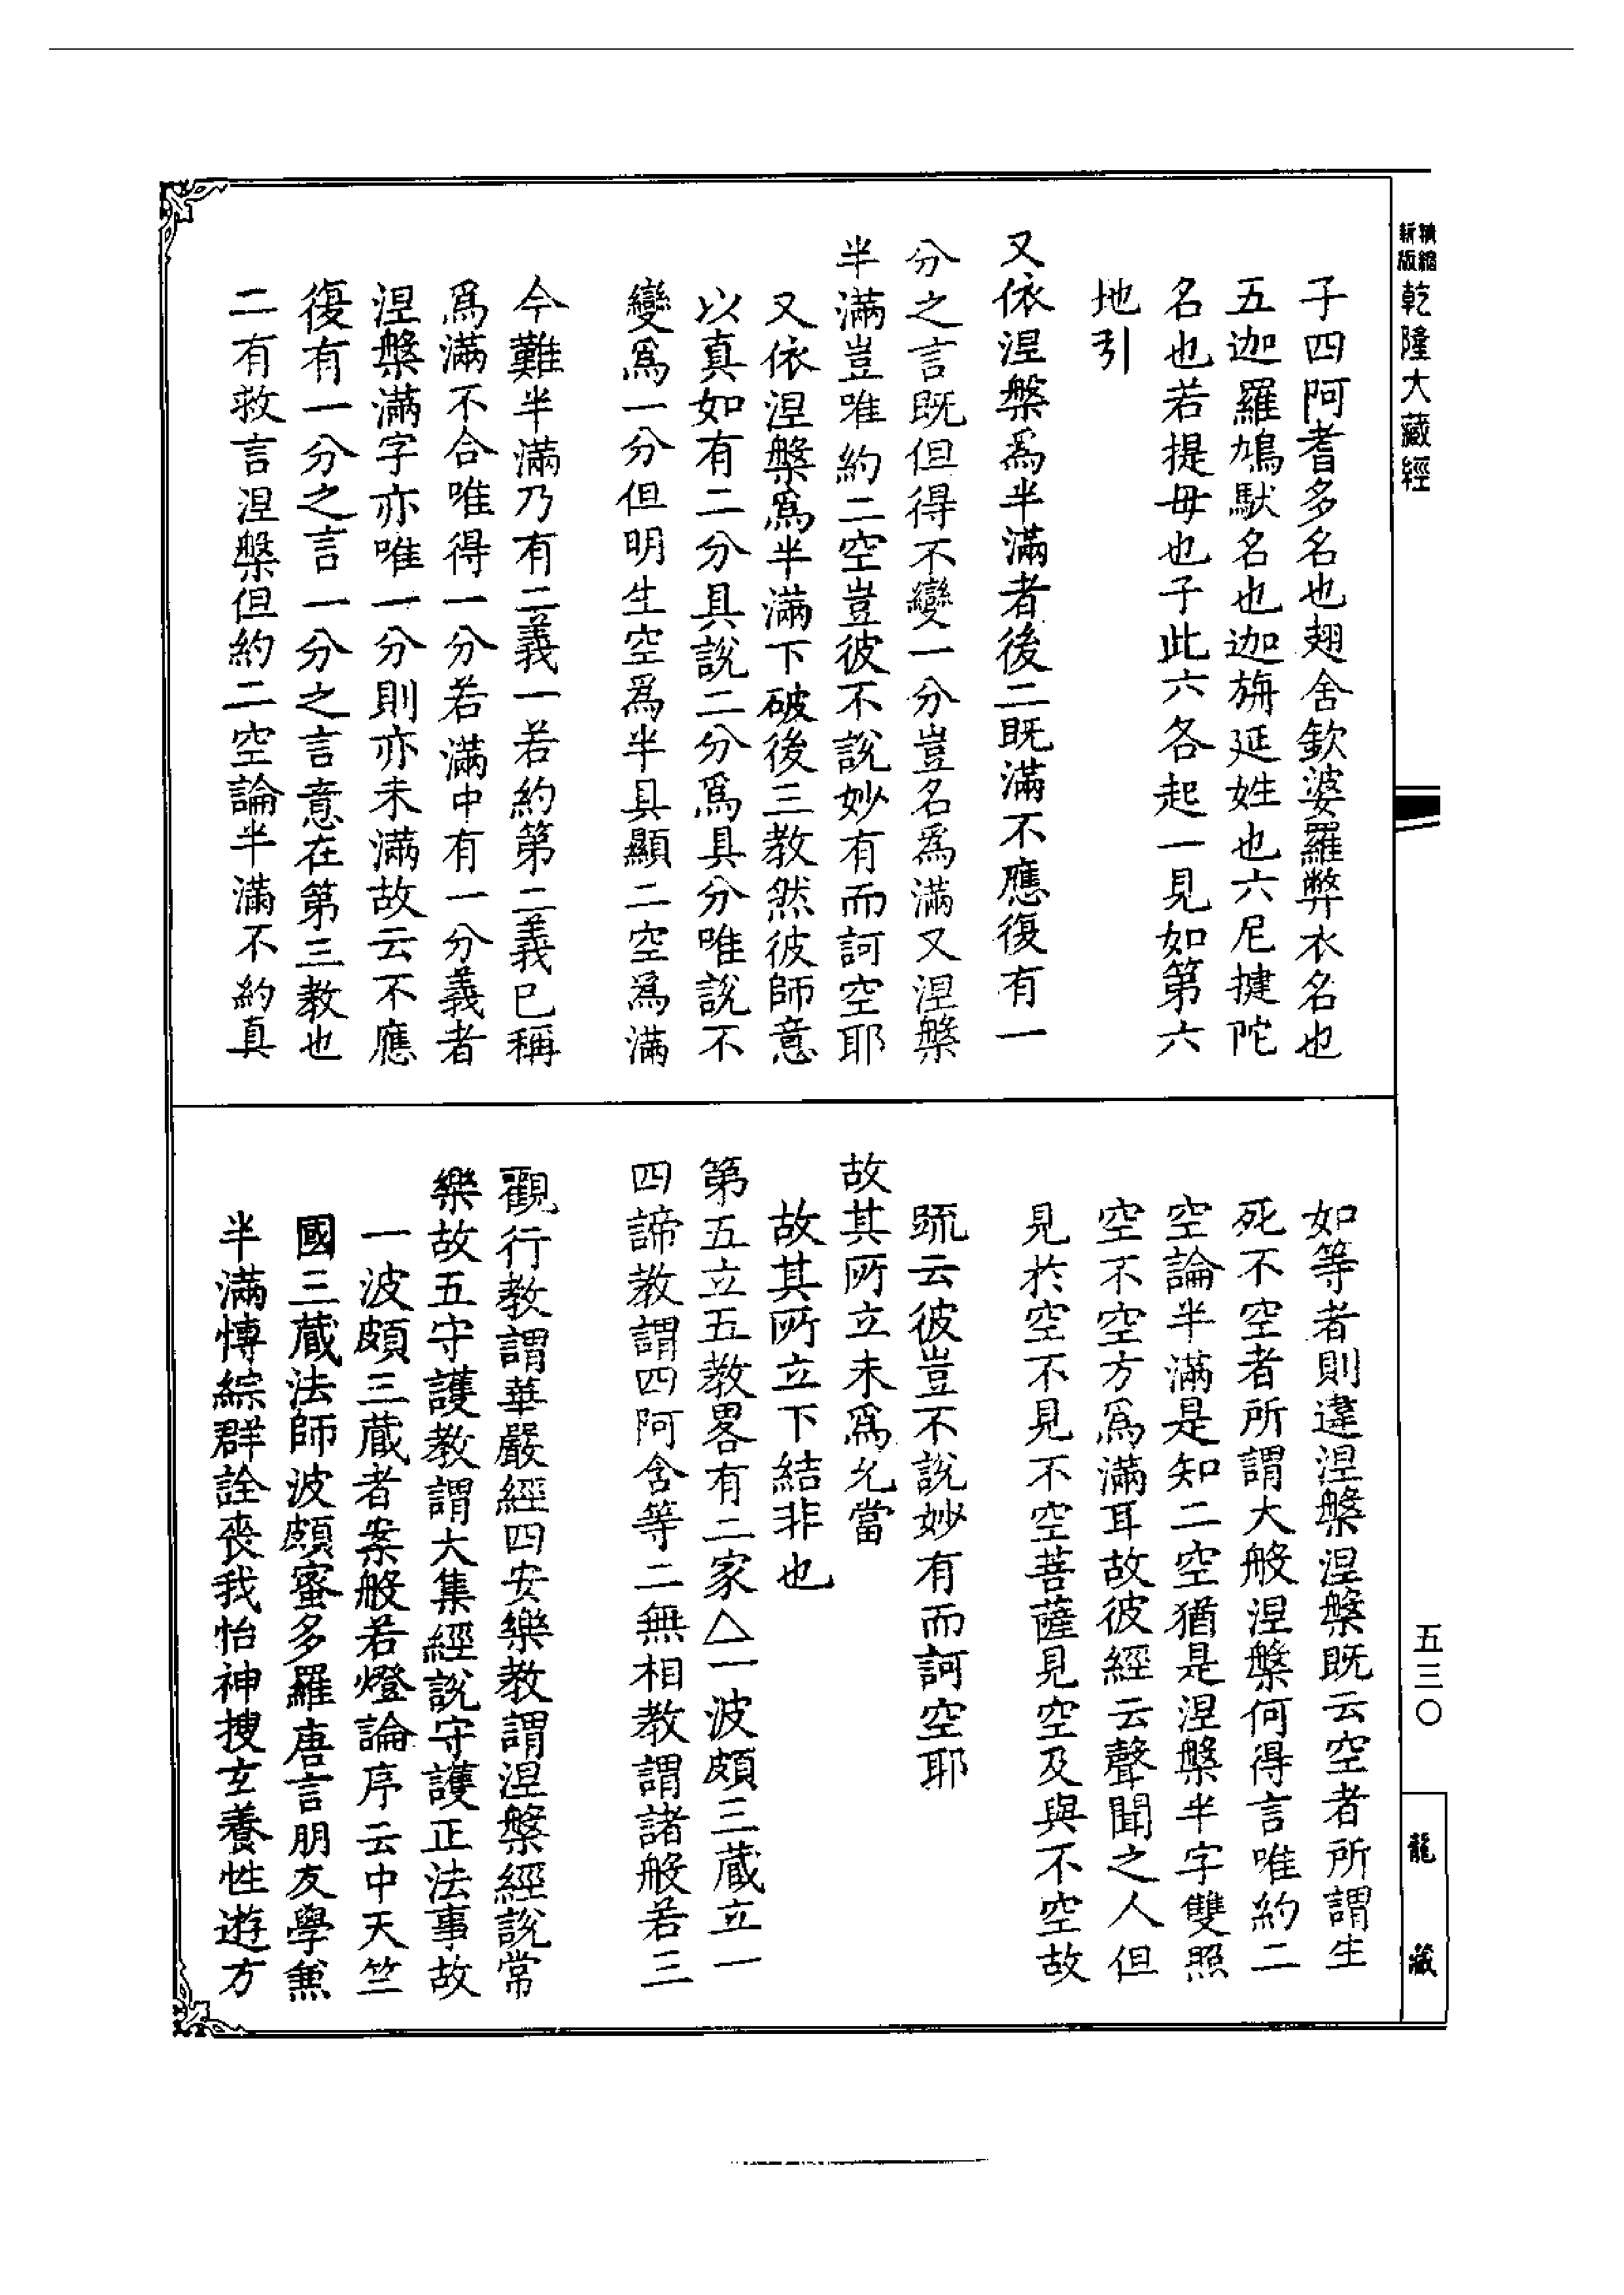 新版精縮
乾隆大藏經
子四阿耆多名也翅舍欽婆羅弊衣名也
五迦羅鳩馱名也迦旃延姓也六尼揵陀
名也若提母也子此六各起一見如第六
地引
又依涅槃為半滿者後二既滿不應復有一
分之言既但得不變一分豈名為滿又涅槃
半滿豈唯約二空豈彼不說妙有而訶空耶
又依涅槃為半滿下破後三教然彼師意
以真如有二分具說二分為具分唯說不
變為一分但明生空為半具顯二空為滿
今難半滿乃有二義一若約第二義已稱
為滿不合唯得一分若滿中有一分義者
涅槃滿字亦唯一分則亦未滿故云不應
復有一分之言一分之言意在第三教也
二有救言涅槃但約二空論半滿不約真
如等者則違涅槃涅槃既云空者所謂生
死不空者所謂大般涅槃何得言唯約二
空論半滿是知二空猶是涅槃半字雙照
空不空方為滿耳故彼經云聲聞之人但
見於空不見不空菩薩見空及與不空故
䟽云彼豈不說妙有而訶空耶
故其所立未為允當
故其所立下結非也
第五立五教畧有二家△一波頗三藏立一
四諦教謂四阿含等二無相教謂諸般若三
觀行教謂華嚴經四安樂教謂涅槃經說常
樂故五守護教謂大集經說守護正法事故
一波頗三藏者案般若燈論序云中天竺
國三藏法師波頗蜜多羅唐言朋友學兼
半滿博綜群詮喪我怡神搜玄養性遊方
五三〇
龍藏